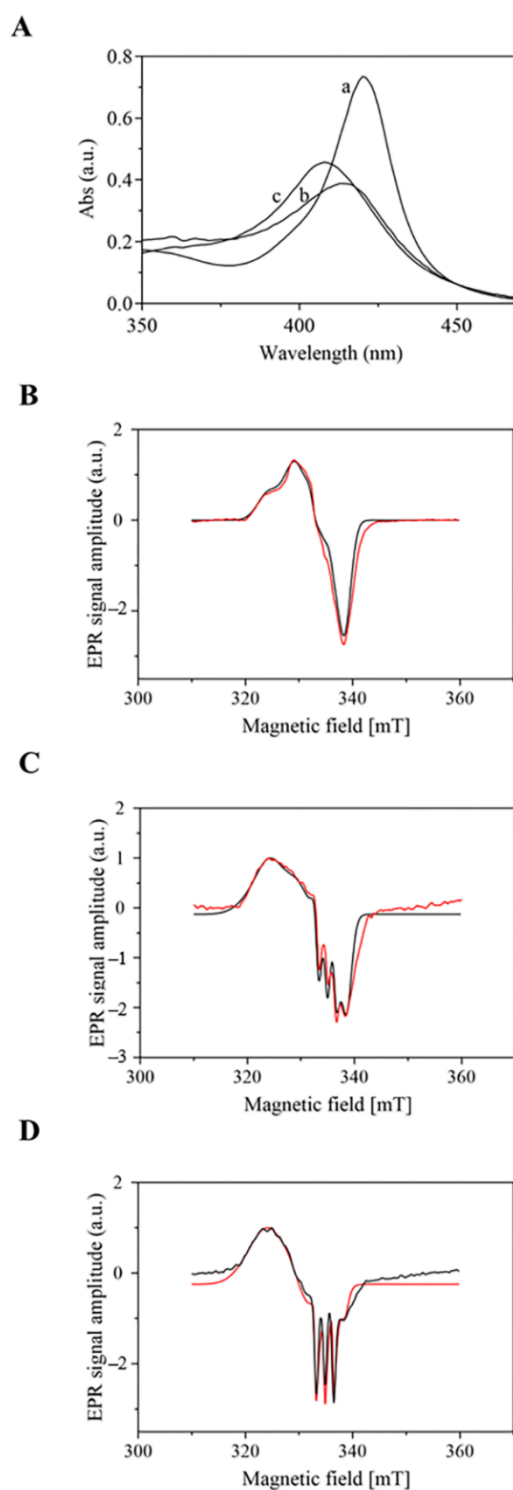 A
0.8
0.6
0.4
0.2
0.0
a
c
b
Abs (a.u.)
350
400
450
Wavelength (nm)
B
2
0
−2
EPR signal amplitude (a.u.)
300
320
340
360
Magnetic field [mT]
C
2
1
0
−1
−2
−3
EPR signal amplitude (a.u.)
300
320
340
360
Magnetic field [mT]
D
2
0
−2
EPR signal amplitude (a.u.)
300
320
340
360
Magnetic field [mT]